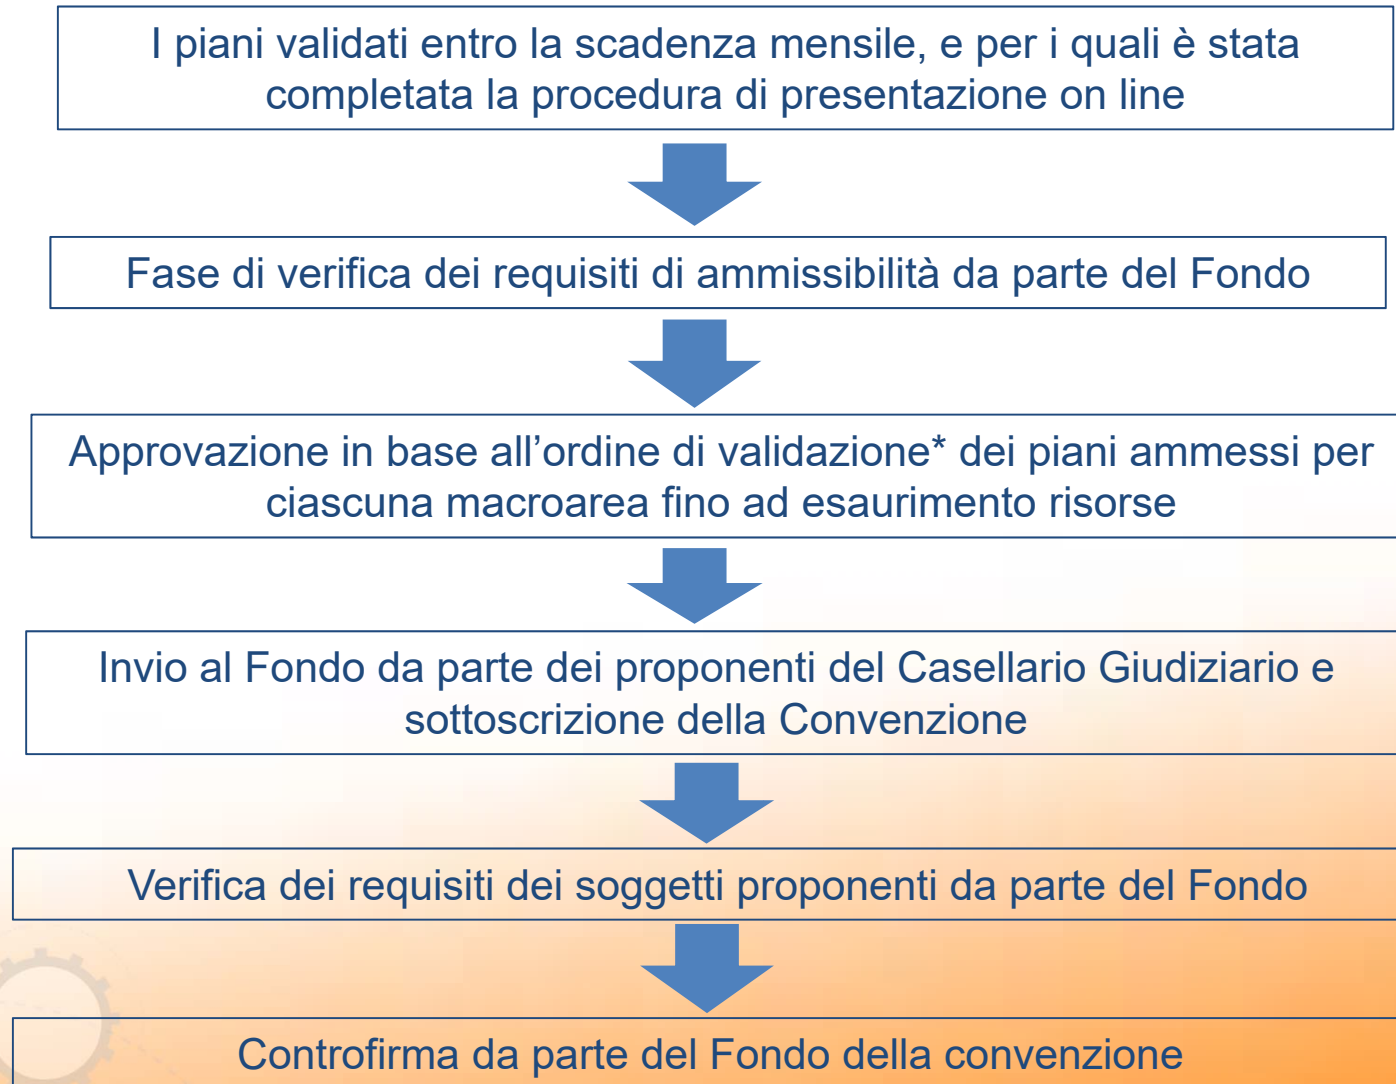 I piani validati entro la scadenza mensile, e per i quali è stata
completata la procedura di presentazione on line
Fase di verifica dei requisiti di ammissibilità da parte del Fondo
Approvazione in base all’ordine di validazione* dei piani ammessi per
ciascuna macroarea fino ad esaurimento risorse
Invio al Fondo da parte dei proponenti del Casellario Giudiziario e
sottoscrizione della Convenzione
Verifica dei requisiti dei soggetti proponenti da parte del Fondo
Controfirma da parte del Fondo della convenzione